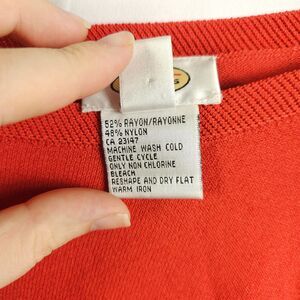 52% RAYON/RAYONNE
48% NYLON
CA 23147
MACHINE WASH COLD
GENTLE CYCLE
ONLY NON CHLORINE
BLEACH
RESHAPE AND DRY FLAT
WARM IRON